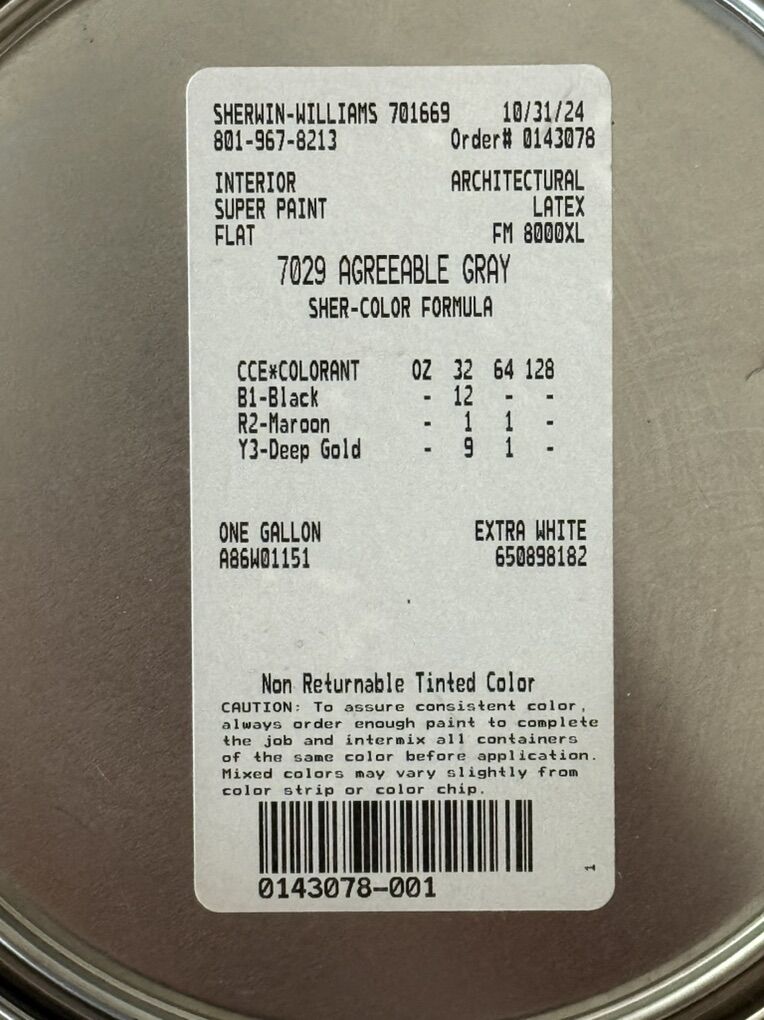 SHERWIN-WILLIAMS 701669 10/31/24
801-967-8213 Order# 0143078
INTERIOR ARCHITECTURAL
SUPER PAINT LATEX
FLAT FM 8000XL
7029 AGREEABLE GRAY
SHER-COLOR FORMULA
CCE*COLORANT OZ 32 64 128
B1-Black - 12 - -
R2-Maroon - 1 1 -
Y3-Deep Gold - 9 1 -
ONE GALLON EXTRA WHITE
A86W01151 650898182
Non Returnable Tinted Color
CAUTION: To assure consistent color,
always order enough paint to complete
the job and intermix all containers
of the same color before application.
Mixed colors may vary slightly from
color strip or color chip.
1
0143078-001